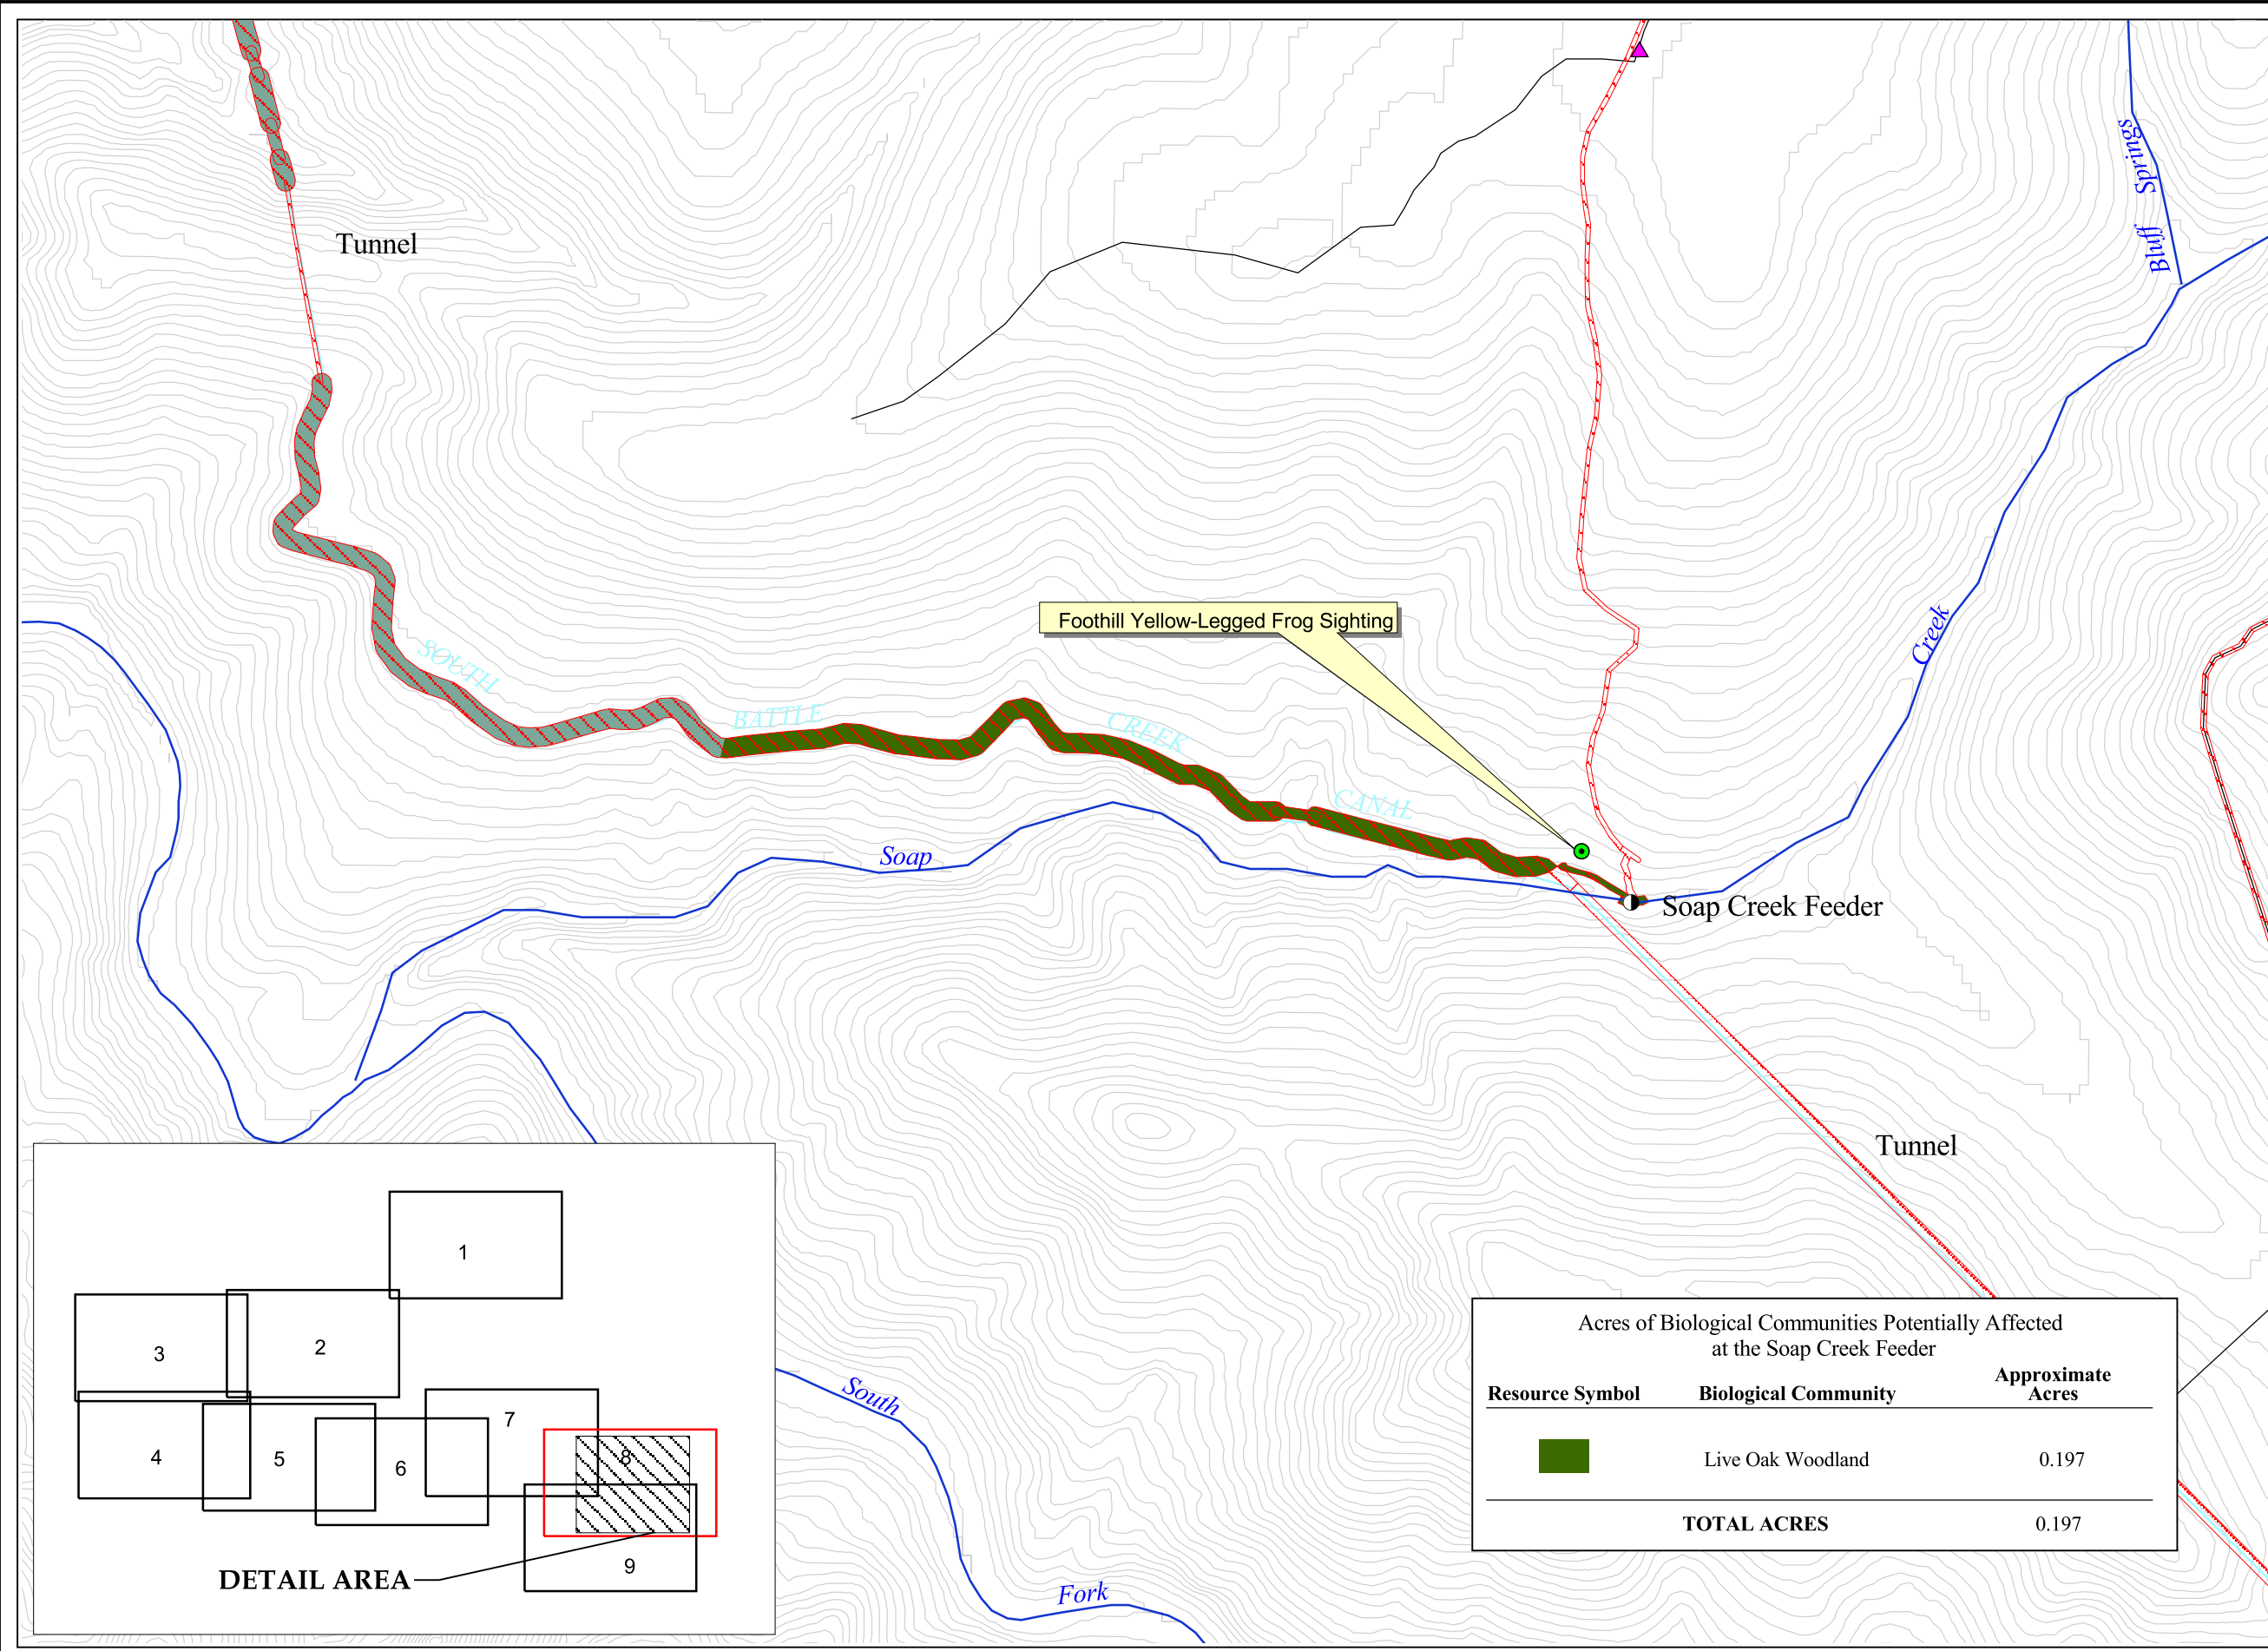 Tunnel
Springs
Bluff
Foothill Yellow-Legged Frog Sighting
Creek
SOUTH
BATTLE
CREEK
CANAL
Soap
Soap Creek Feeder
Tunnel
1
2
3
4
5
6
7
8
9
DETAIL AREA
South
Fork
Acres of Biological Communities Potentially Affected
at the Soap Creek Feeder
Resource Symbol Biological Community Approximate Acres
Live Oak Woodland 0.197
TOTAL ACRES 0.197